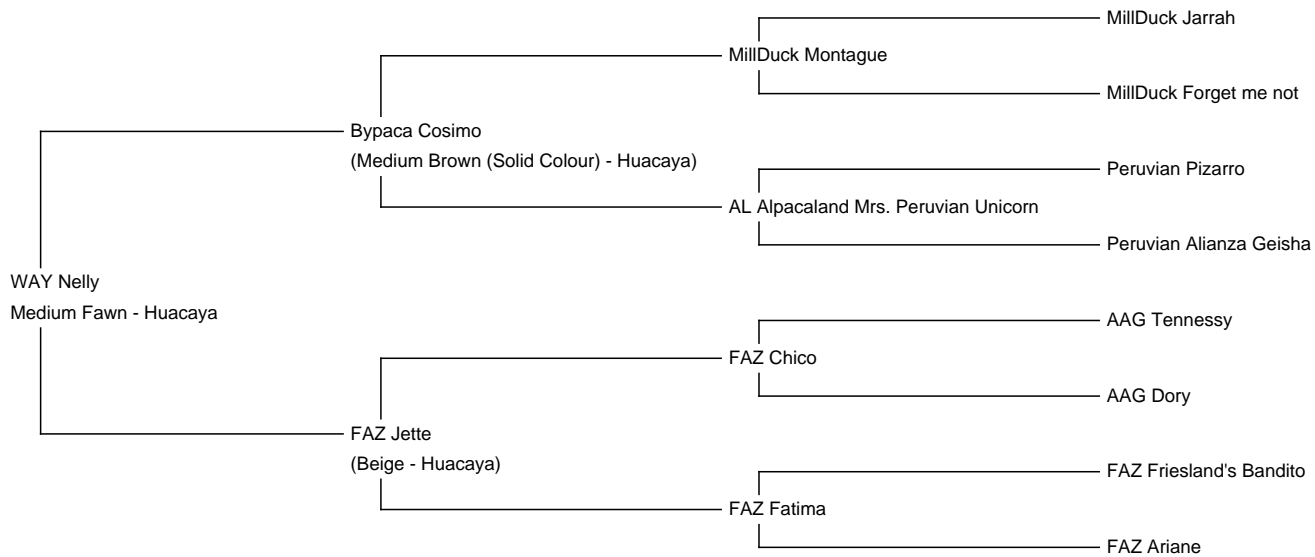 MillDuck Jarrah
MillDuck Montague
MillDuck Forget me not
Bypaca Cosimo
(Medium Brown (Solid Colour) - Huacaya)
Peruvian Pizarro
AL Alpacaland Mrs. Peruvian Unicorn
Peruvian Alianza Geisha
WAY Nelly
Medium Fawn - Huacaya
AAG Tennessy
FAZ Chico
AAG Dory
FAZ Jette
(Beige - Huacaya)
FAZ Friesland's Bandito
FAZ Fatima
FAZ Ariane